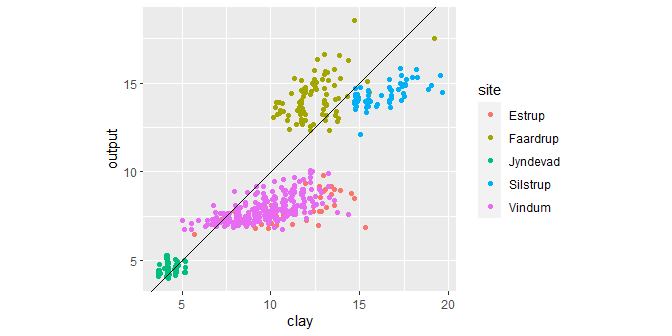 15
10
5
output
5
10
15
20
clay
site
Estrup
Faardrup
Jyndevad
Silstrup
Vindum